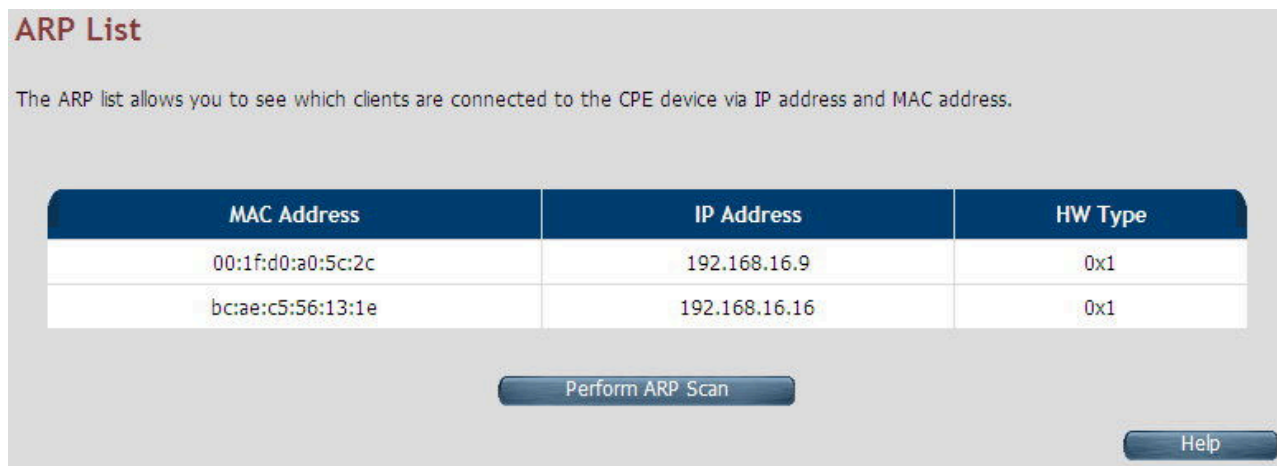 ARP List
The ARP list allows you to see which clients are connected to the CPE device via IP address and MAC address.
MAC Address IP Address HW Type
00:1f:d0:a0:5c:2c 192.168.16.9 0x1
bc:ae:c5:56:13:1e 192.168.16.16 0x1
Perform ARP Scan
Help